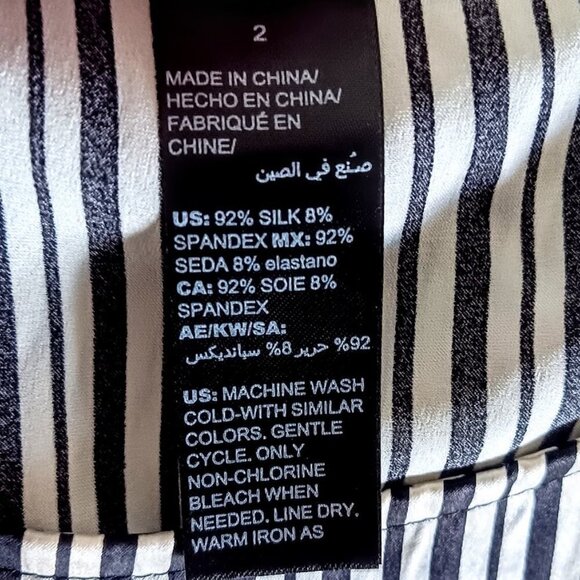 2
MADE IN CHINA/
HECHO EN CHINA/
FABRIQUÉ EN
CHINE/
صُنع في الصين
US: 92% SILK 8%
SPANDEX MX: 92%
SEDA 8% elastano
CA: 92% SOIE 8%
SPANDEX
AE/KW/SA:
92% حرير 8% سبانديكس
US: MACHINE WASH
COLD-WITH SIMILAR
COLORS. GENTLE
CYCLE. ONLY
NON-CHLORINE
BLEACH WHEN
NEEDED. LINE DRY.
WARM IRON AS